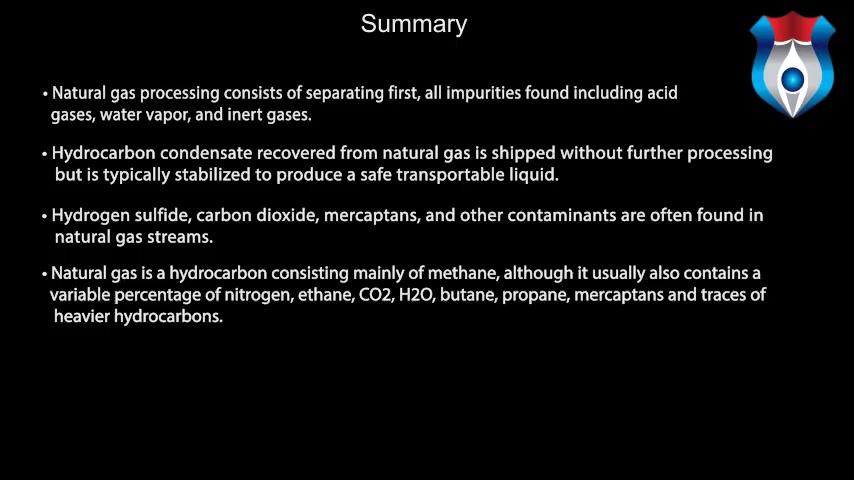 Summary
• Natural gas processing consists of separating first, all impurities found including acid
gases, water vapor, and inert gases.
• Hydrocarbon condensate recovered from natural gas is shipped without further processing
but is typically stabilized to produce a safe transportable liquid.
• Hydrogen sulfide, carbon dioxide, mercaptans, and other contaminants are often found in
natural gas streams.
• Natural gas is a hydrocarbon consisting mainly of methane, although it usually also contains a
variable percentage of nitrogen, ethane, CO2, H2O, butane, propane, mercaptans and traces of
heavier hydrocarbons.